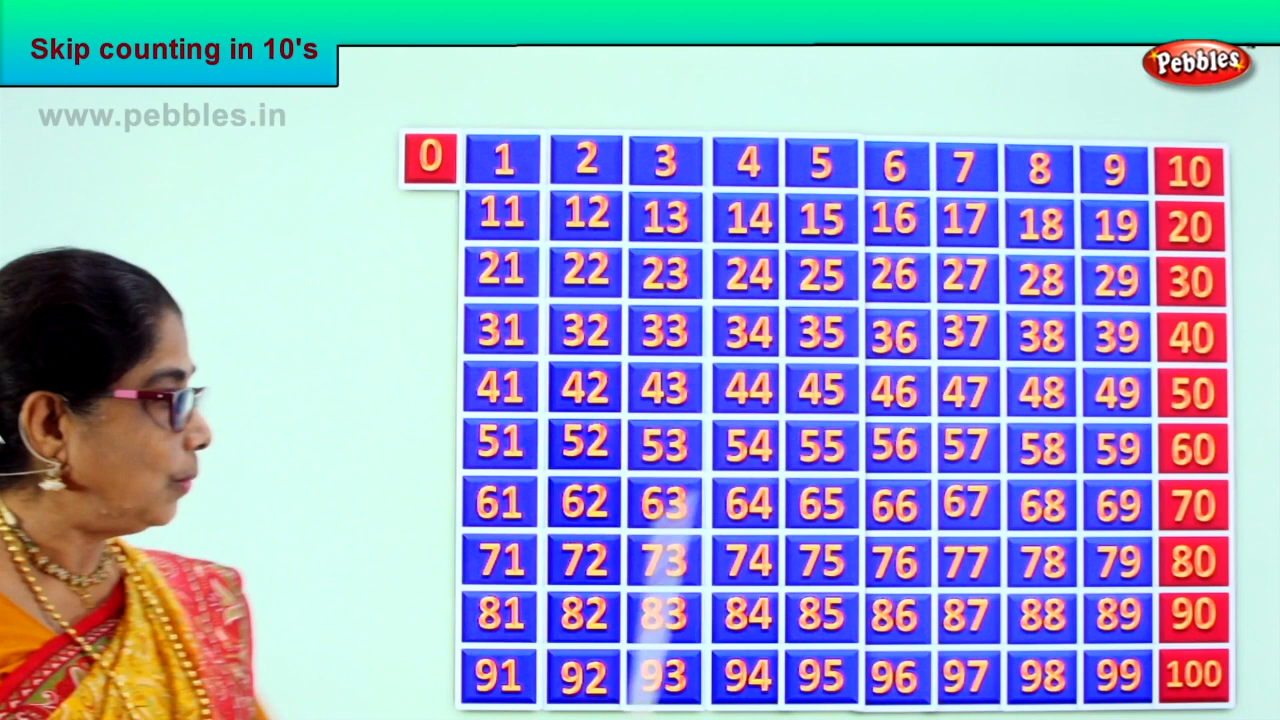 Skip counting in 10's
Pebbles
www.pebbles.in
0 1 2 3 4 5 6 7 8 9 10
11 12 13 14 15 16 17 18 19 20
21 22 23 24 25 26 27 28 29 30
31 32 33 34 35 36 37 38 39 40
41 42 43 44 45 46 47 48 49 50
51 52 53 54 55 56 57 58 59 60
61 62 63 64 65 66 67 68 69 70
71 72 73 74 75 76 77 78 79 80
81 82 83 84 85 86 87 88 89 90
91 92 93 94 95 96 97 98 99 100